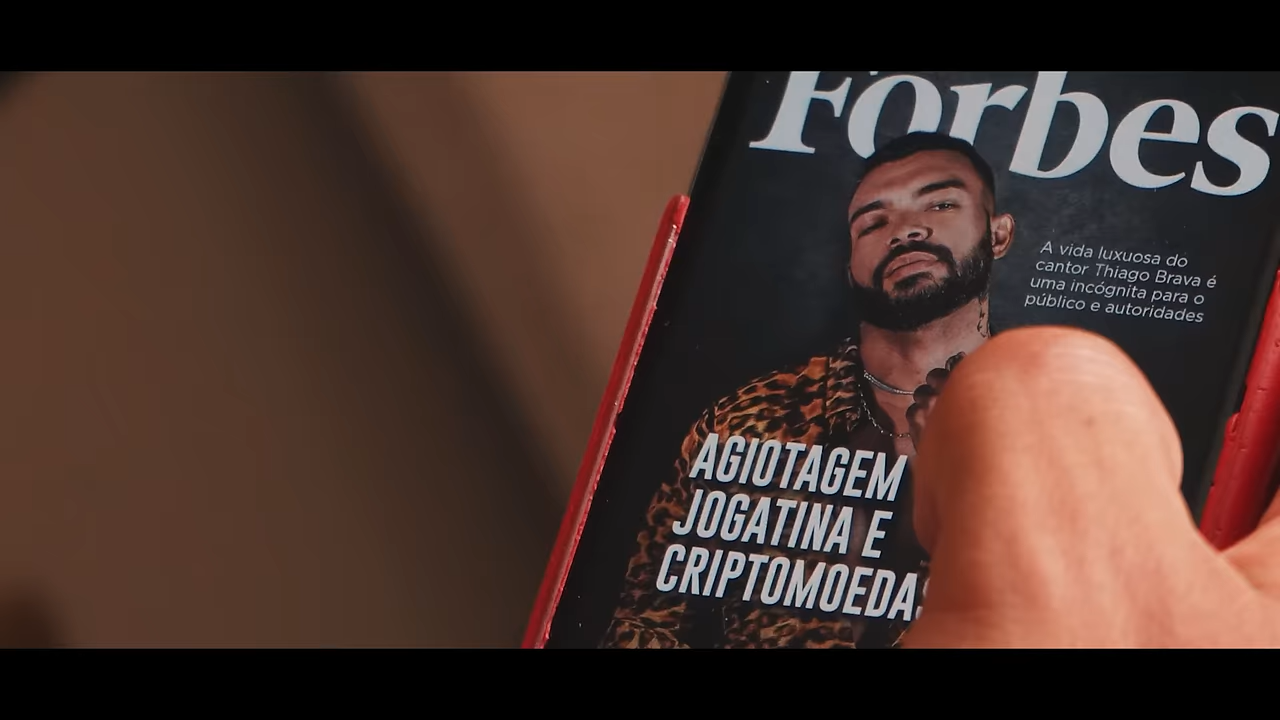 Forbes
A vida luxuosa do
cantor Thiago Brava é
uma incógnita para o
público e autoridades
AGIOTAGEM
JOGATINA E
CRIPTOMOEDAS